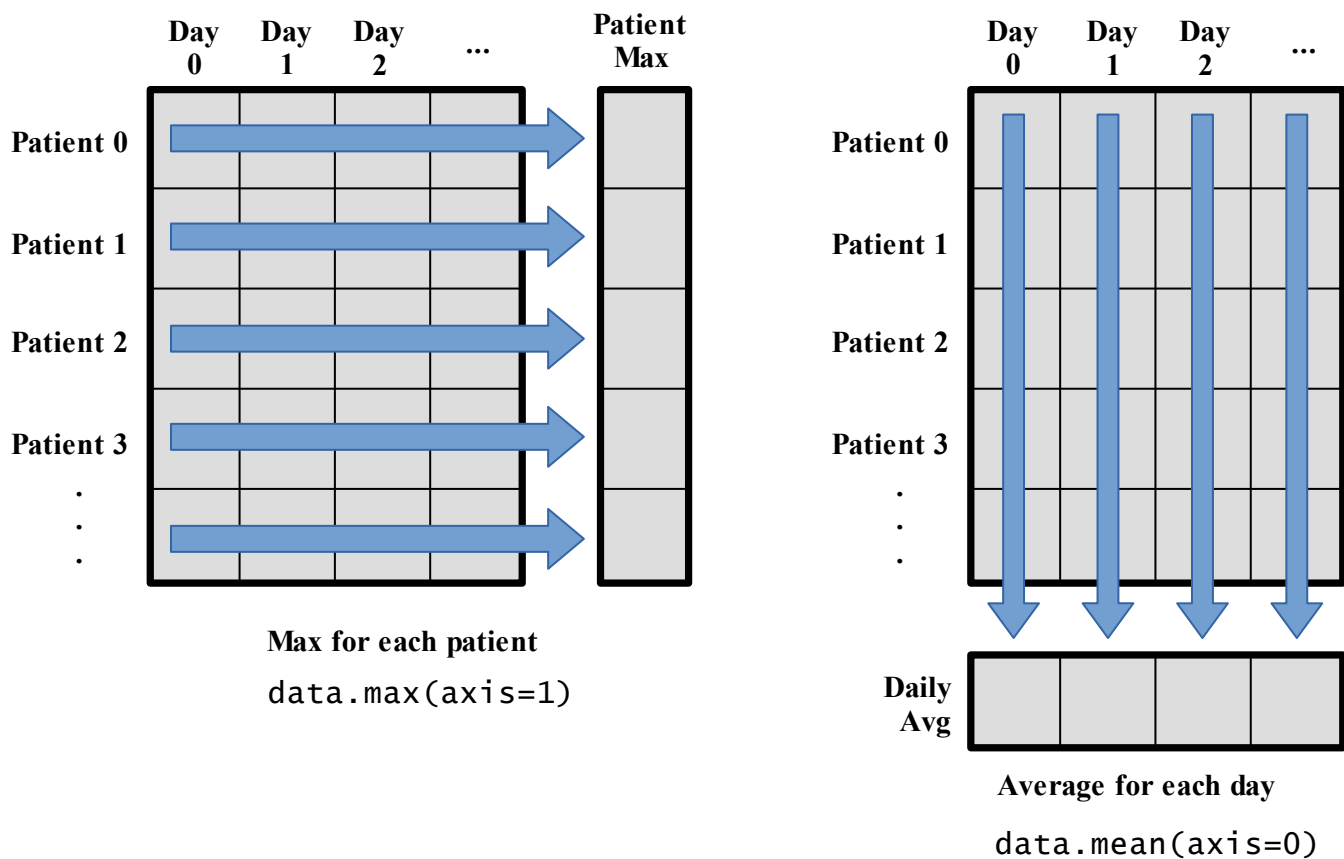 Day Day Day ... Patient
0 1 2 Max
Patient 0
Patient 1
Patient 2
Patient 3
.
.
.
Max for each patient
data.max(axis=1)
Day Day Day ...
0 1 2
Patient 0
Patient 1
Patient 2
Patient 3
.
.
.
Daily
Avg
Average for each day
data.mean(axis=0)